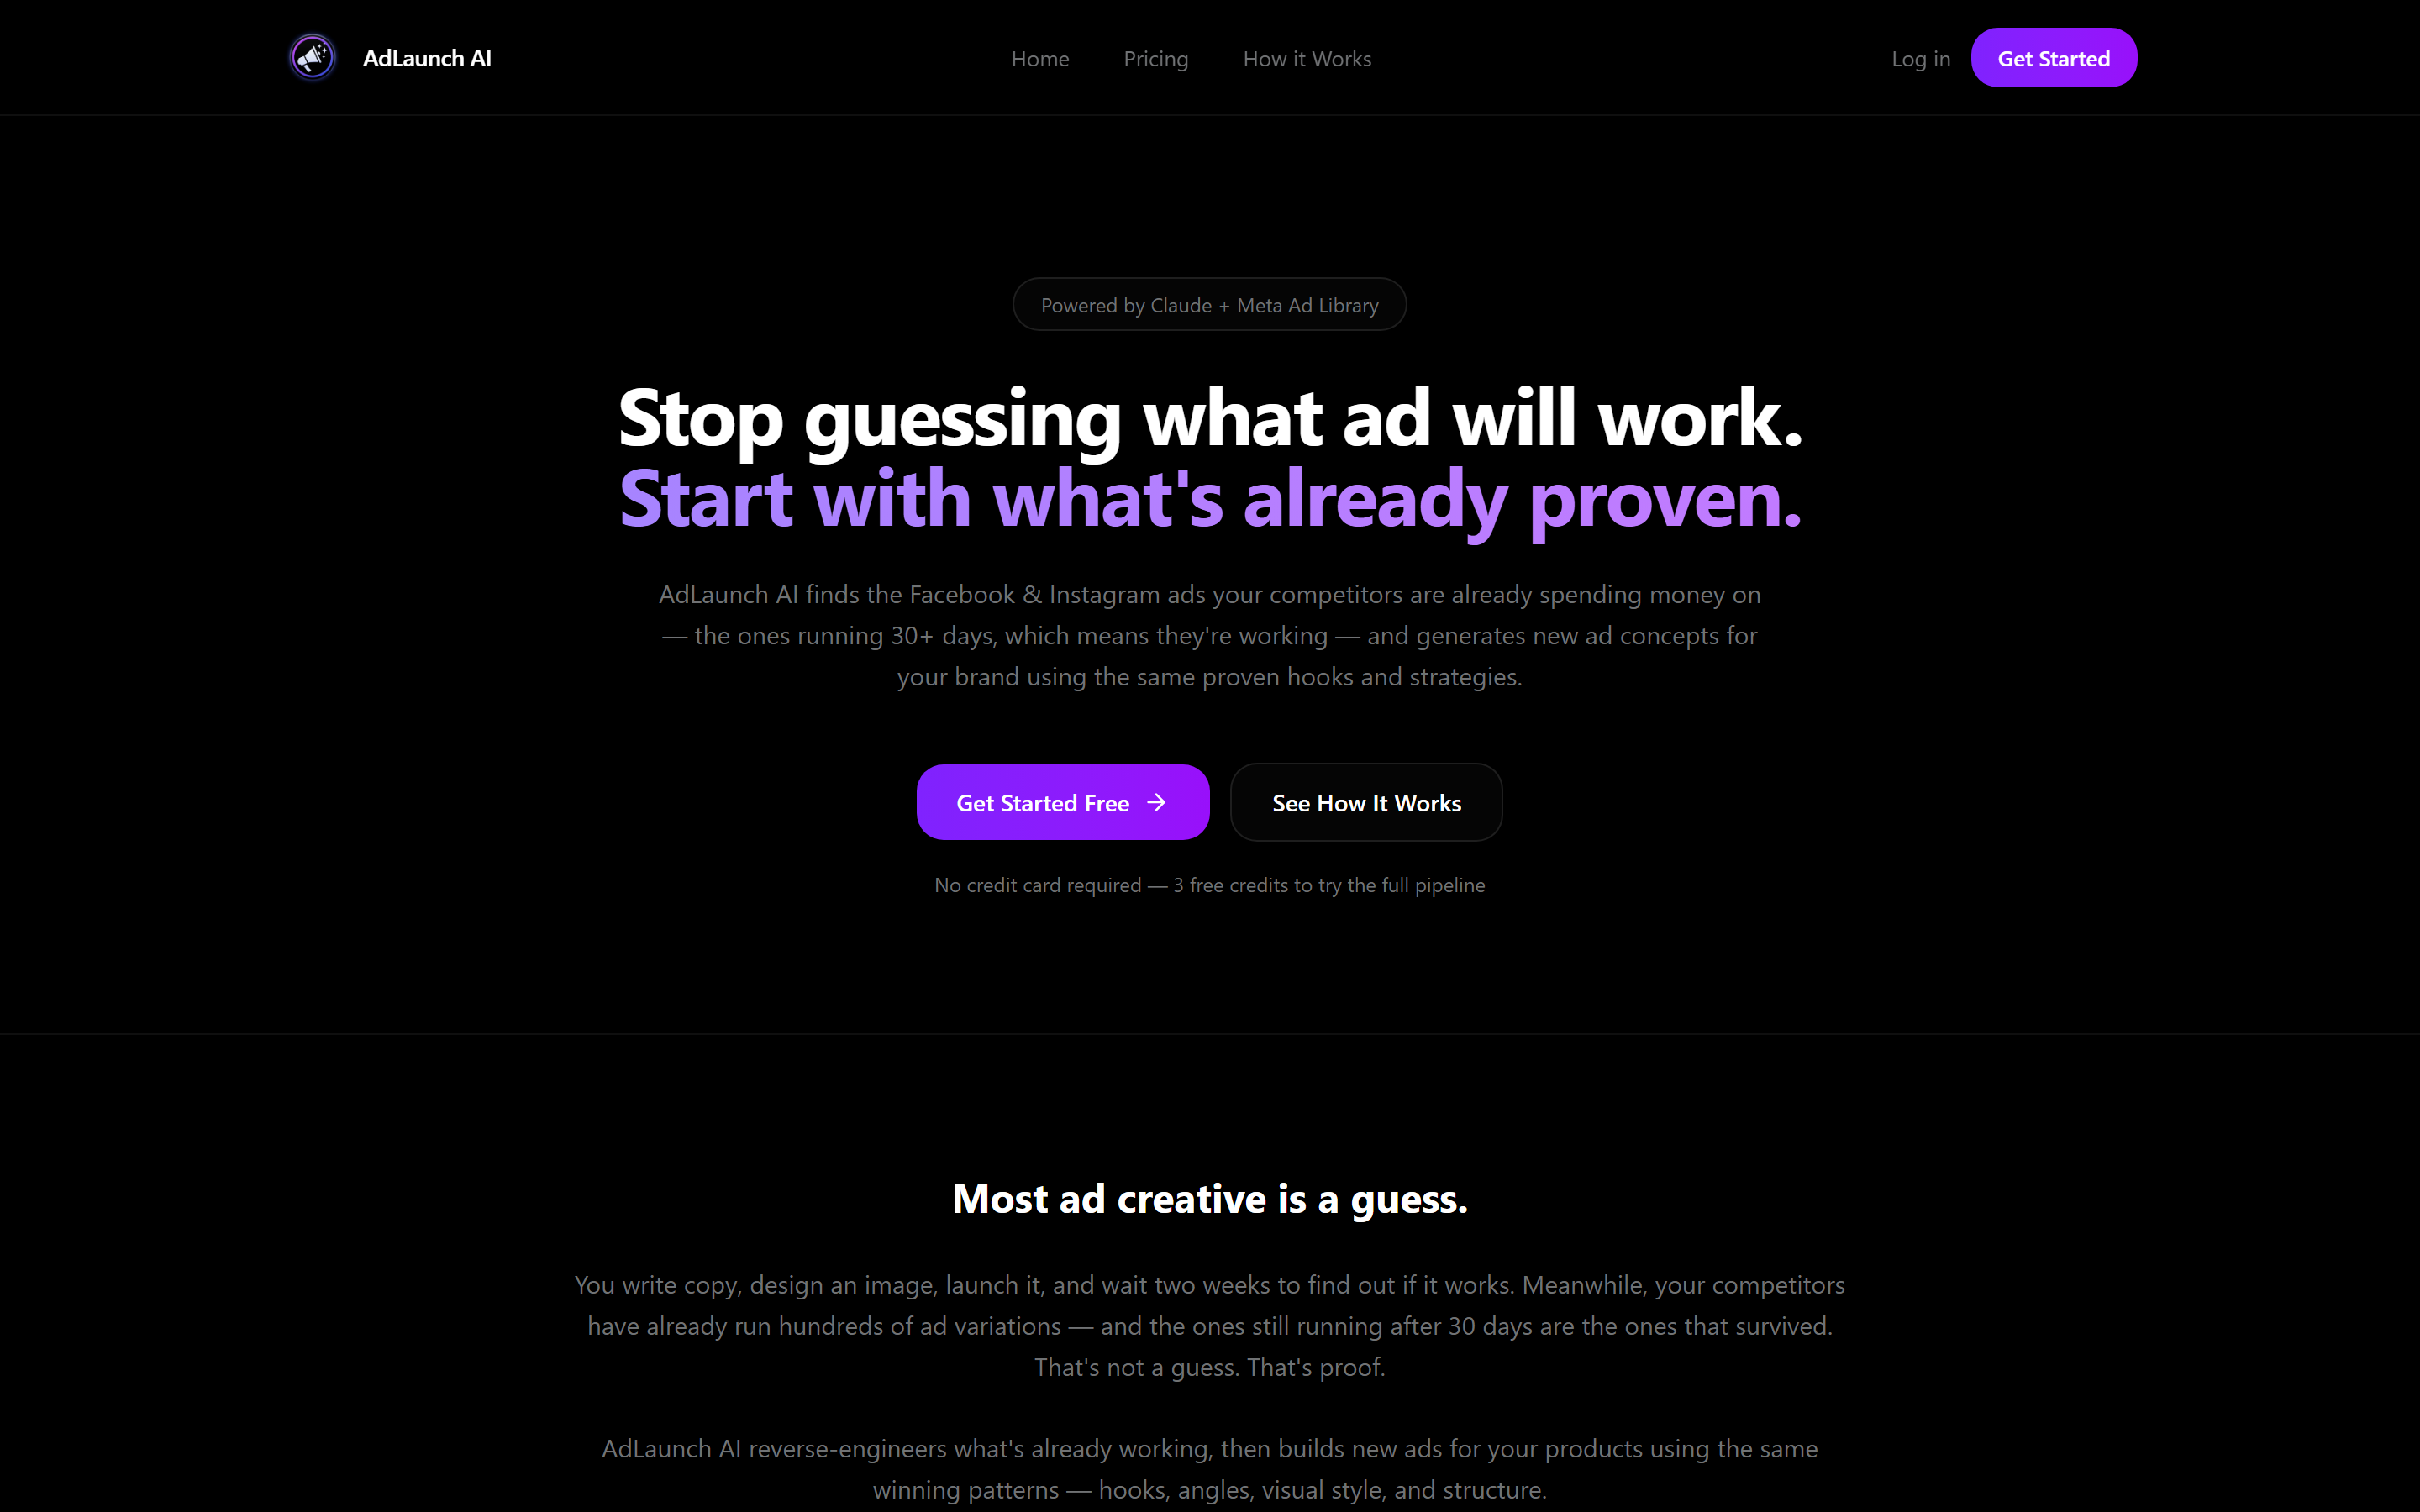 AdLaunch AI
Home
Pricing
How it Works
Log in
Get Started
Powered by Claude + Meta Ad Library
Stop guessing what ad will work.
Start with what's already proven.
AdLaunch AI finds the Facebook & Instagram ads your competitors are already spending money on
— the ones running 30+ days, which means they're working — and generates new ad concepts for
your brand using the same proven hooks and strategies.
Get Started Free →
See How It Works
No credit card required — 3 free credits to try the full pipeline
Most ad creative is a guess.
You write copy, design an image, launch it, and wait two weeks to find out if it works. Meanwhile, your competitors
have already run hundreds of ad variations — and the ones still running after 30 days are the ones that survived.
That's not a guess. That's proof.
AdLaunch AI reverse-engineers what's already working, then builds new ads for your products using the same
winning patterns — hooks, angles, visual style, and structure.